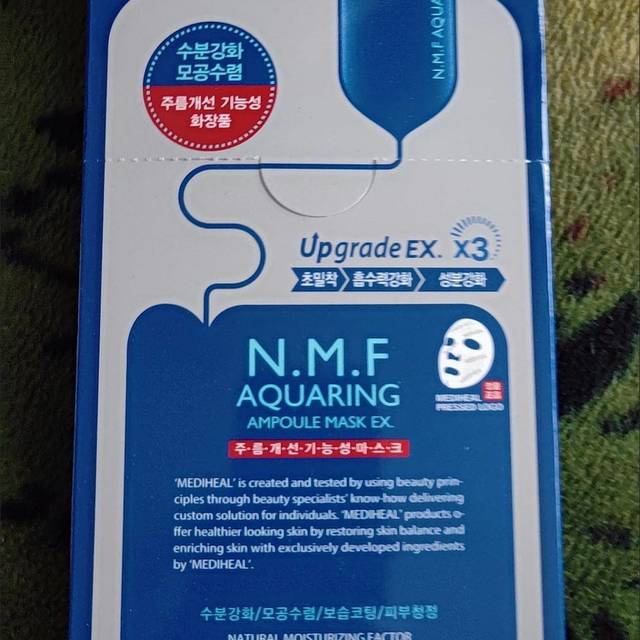 수분강화
모공수렴
주름개선 기능성
화장품
N.M.F AQUA
UpgradeEX. X3
초밀착 흡수력강화 성분강화
N.M.F
AQUARING
AMPOULE MASK EX.
MEDIHEAL
PRESSED LOGO
주·름·개·선·기·능·성·마·스·크
'MEDIHEAL' is created and tested by using beauty prin-
ciples through beauty specialists' know-how delivering
custom solution for individuals. 'MEDIHEAL' products o-
ffer healthier looking skin by restoring skin balance and
enriching skin with exclusively developed ingredients
by 'MEDIHEAL'.
수분강화/모공수렴/보습코팅/피부청정
NATURAL MOISTURIZING FACTOR